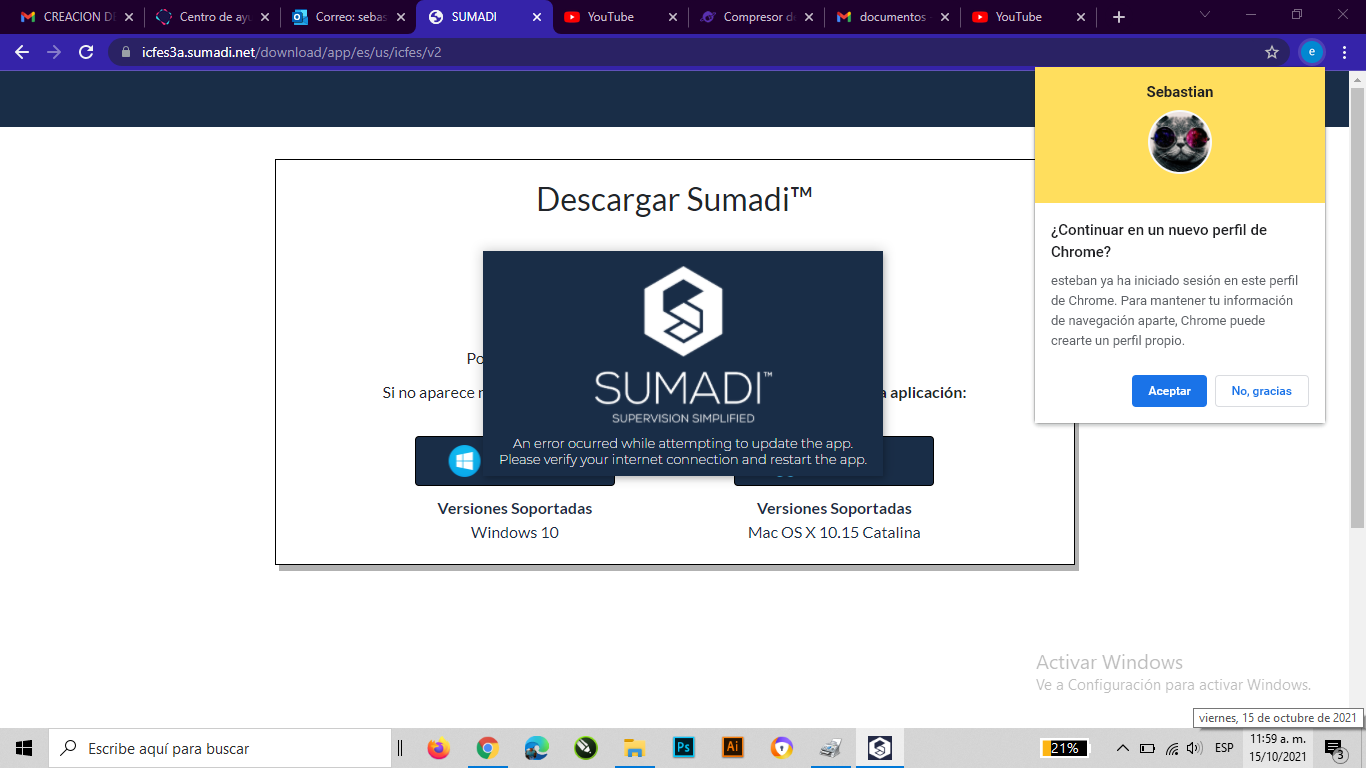 CREACION DE
Centro de ayu
Correo: sebas
SUMADI
YouTube
Compresor de
documentos
YouTube
icfes3a.sumadi.net/download/app/es/us/icfes/v2
e
Sebastian
¿Continuar en un nuevo perfil de
Chrome?
esteban ya ha iniciado sesión en este perfil
de Chrome. Para mantener tu información
de navegación aparte, Chrome puede
crearte un perfil propio.
Aceptar
No, gracias
Descargar Sumadi™
Po
Si no aparece
a aplicación:
SUMADI™
SUPERVISION SIMPLIFIED
An error ocurred while attempting to update the app.
Please verify your internet connection and restart the app.
Versiones Soportadas
Windows 10
Versiones Soportadas
Mac OS X 10.15 Catalina
Activar Windows
Ve a Configuración para activar Windows.
viernes, 15 de octubre de 2021
Escribe aquí para buscar
Ps
Ai
21%
ESP
11:59 a. m.
15/10/2021
3